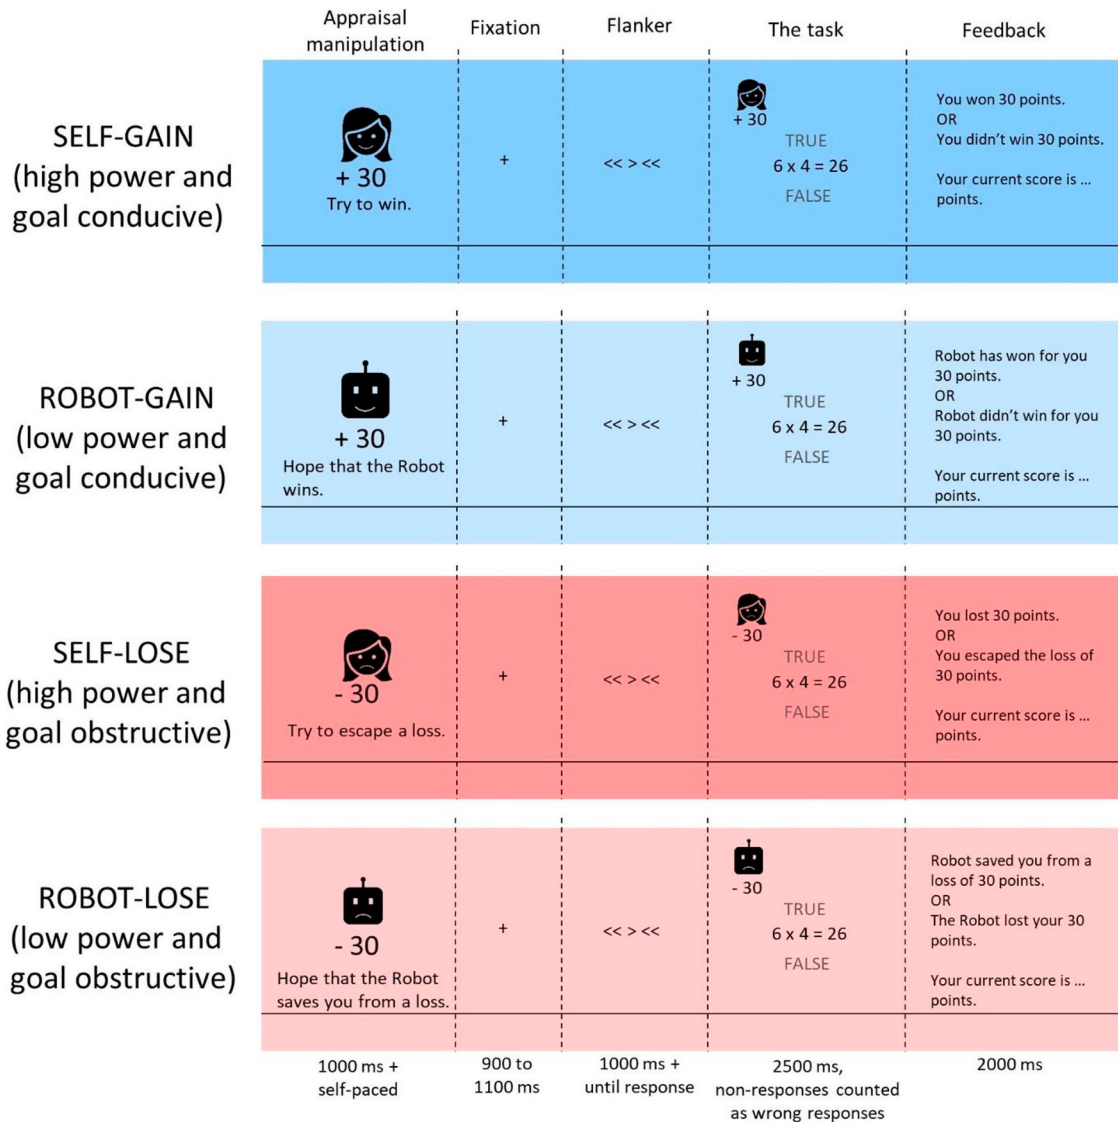 Appraisal
manipulation
Fixation
Flanker
The task
Feedback
SELF-GAIN
(high power and
goal conducive)
+ 30
Try to win.
+
<< > <<
+ 30
TRUE
6 x 4 = 26
FALSE
You won 30 points.
OR
You didn't win 30 points.
Your current score is ...
points.
ROBOT-GAIN
(low power and
goal conducive)
+ 30
Hope that the Robot
wins.
+
<< > <<
+ 30
TRUE
6 x 4 = 26
FALSE
Robot has won for you
30 points.
OR
Robot didn't win for you
30 points.
Your current score is ...
points.
SELF-LOSE
(high power and
goal obstructive)
- 30
Try to escape a loss.
+
<< > <<
- 30
TRUE
6 x 4 = 26
FALSE
You lost 30 points.
OR
You escaped the loss of
30 points.
Your current score is ...
points.
ROBOT-LOSE
(low power and
goal obstructive)
- 30
Hope that the Robot
saves you from a loss.
+
<< > <<
- 30
TRUE
6 x 4 = 26
FALSE
Robot saved you from a
loss of 30 points.
OR
The Robot lost your 30
points.
Your current score is ...
points.
1000 ms +
self-paced
900 to
1100 ms
1000 ms +
until response
2500 ms,
non-responses counted
as wrong responses
2000 ms